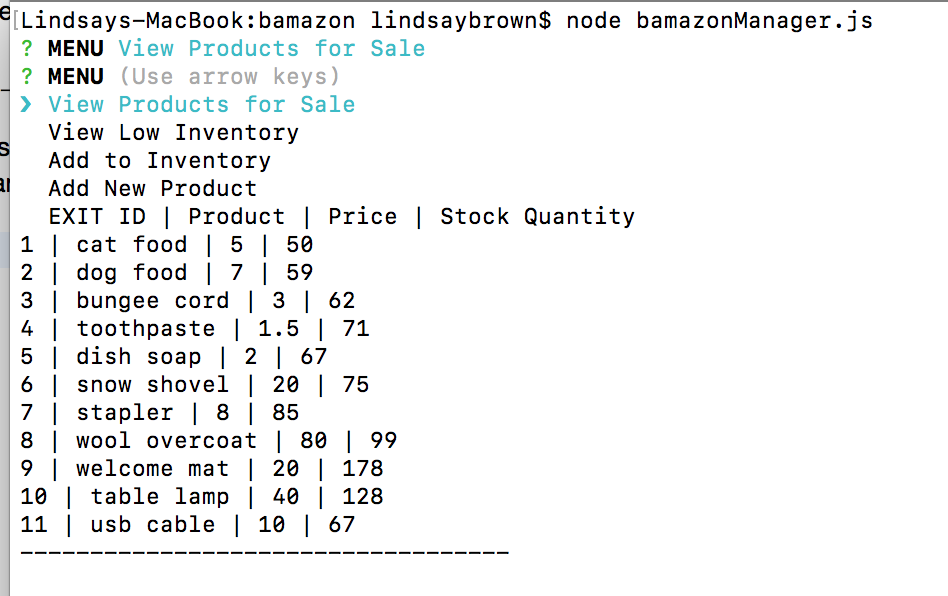 Lindsays-MacBook:bamazon lindsaybrown$ node bamazonManager.js
? MENU View Products for Sale
? MENU (Use arrow keys)
❯ View Products for Sale
View Low Inventory
Add to Inventory
Add New Product
EXIT ID | Product | Price | Stock Quantity
1 | cat food | 5 | 50
2 | dog food | 7 | 59
3 | bungee cord | 3 | 62
4 | toothpaste | 1.5 | 71
5 | dish soap | 2 | 67
6 | snow shovel | 20 | 75
7 | stapler | 8 | 85
8 | wool overcoat | 80 | 99
9 | welcome mat | 20 | 178
10 | table lamp | 40 | 128
11 | usb cable | 10 | 67
-----------------------------------